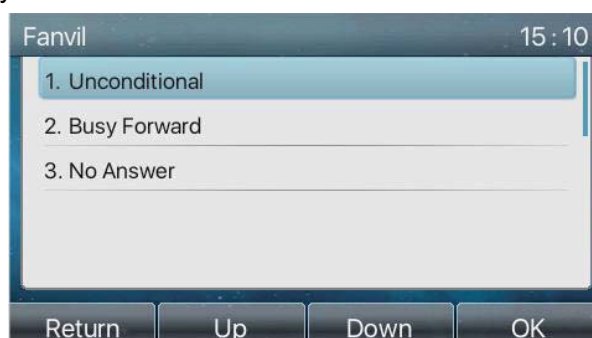 Fanvil 15:10
1. Unconditional
2. Busy Forward
3. No Answer
Return Up Down OK